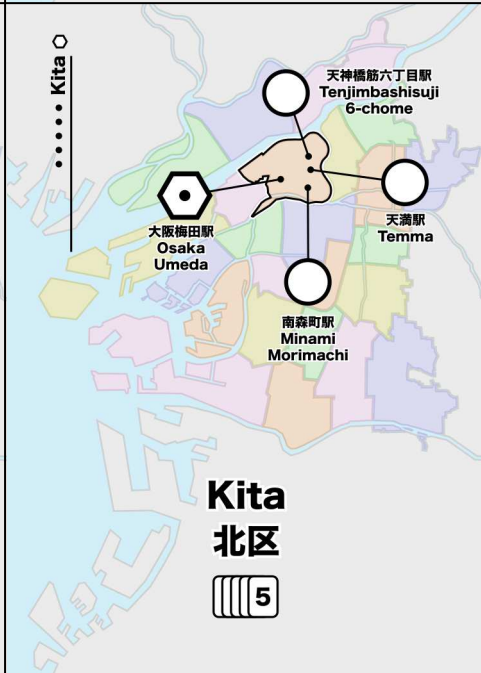 Kita
天神橋筋六丁目駅
Tenjimbashisuji
6-chome
大阪梅田駅
Osaka
Umeda
天満駅
Temma
南森町駅
Minami
Morimachi
Kita
北区
5